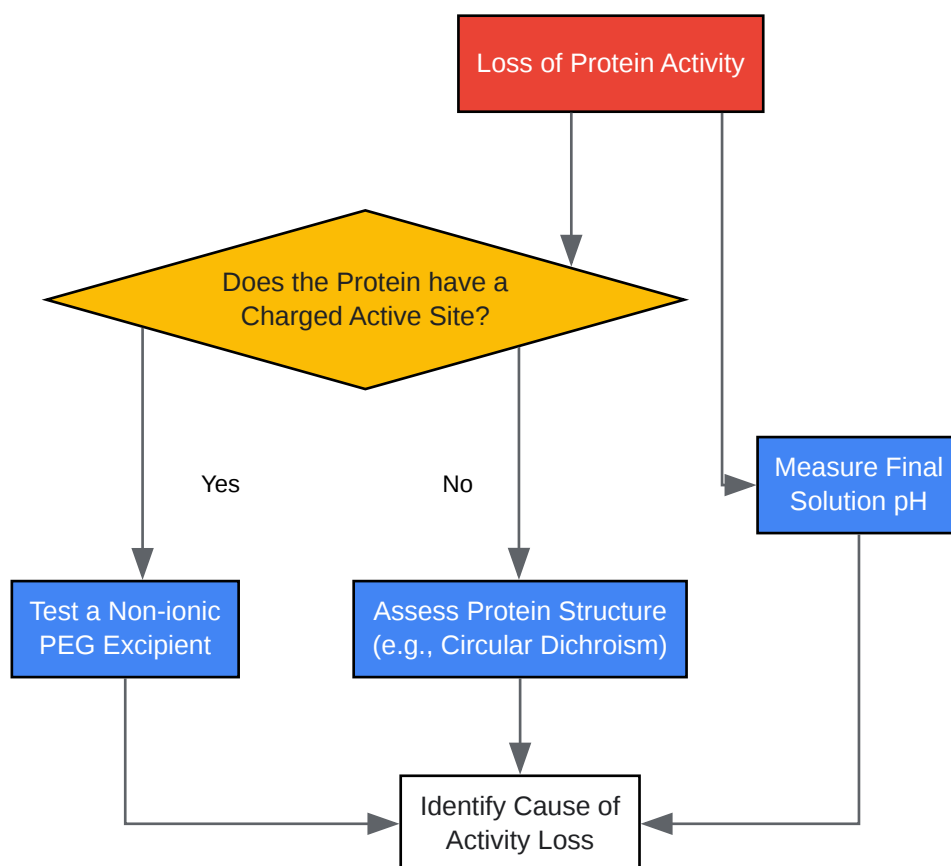 Loss of Protein Activity
Does the Protein have a
Charged Active Site?
Yes
No
Measure Final
Solution pH
Test a Non-ionic
PEG Excipient
Assess Protein Structure
(e.g., Circular Dichroism)
Identify Cause of
Activity Loss